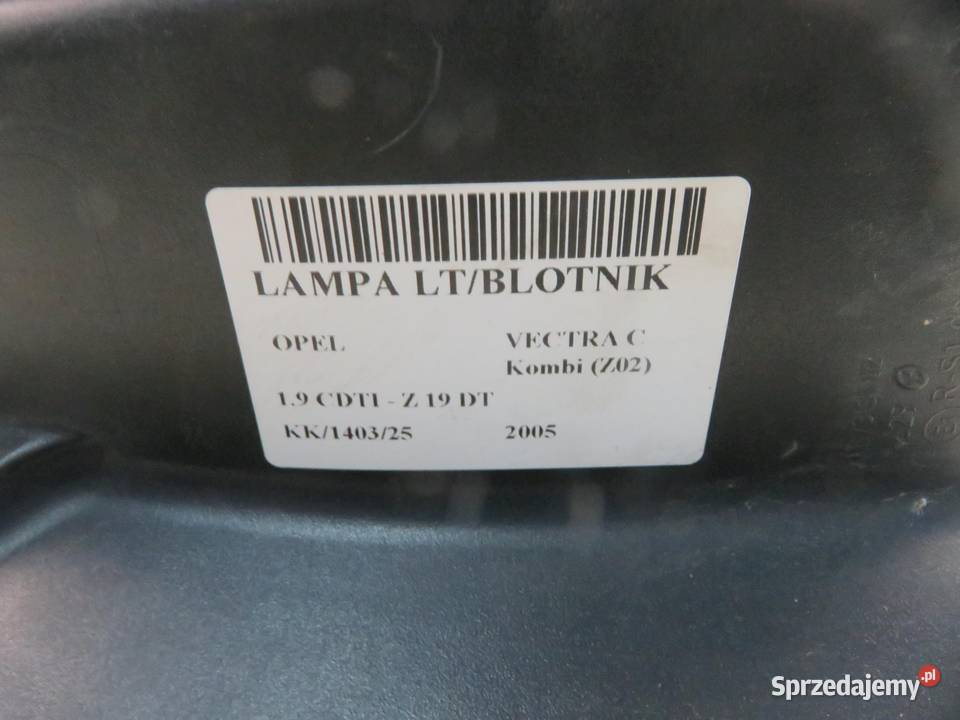 LAMPA LT/BLOTNIK
OPEL VECTRA C
Kombi (Z02)
1.9 CDTI - Z 19 DT
KK/1403/25 2005
Sprzedajemy.pl